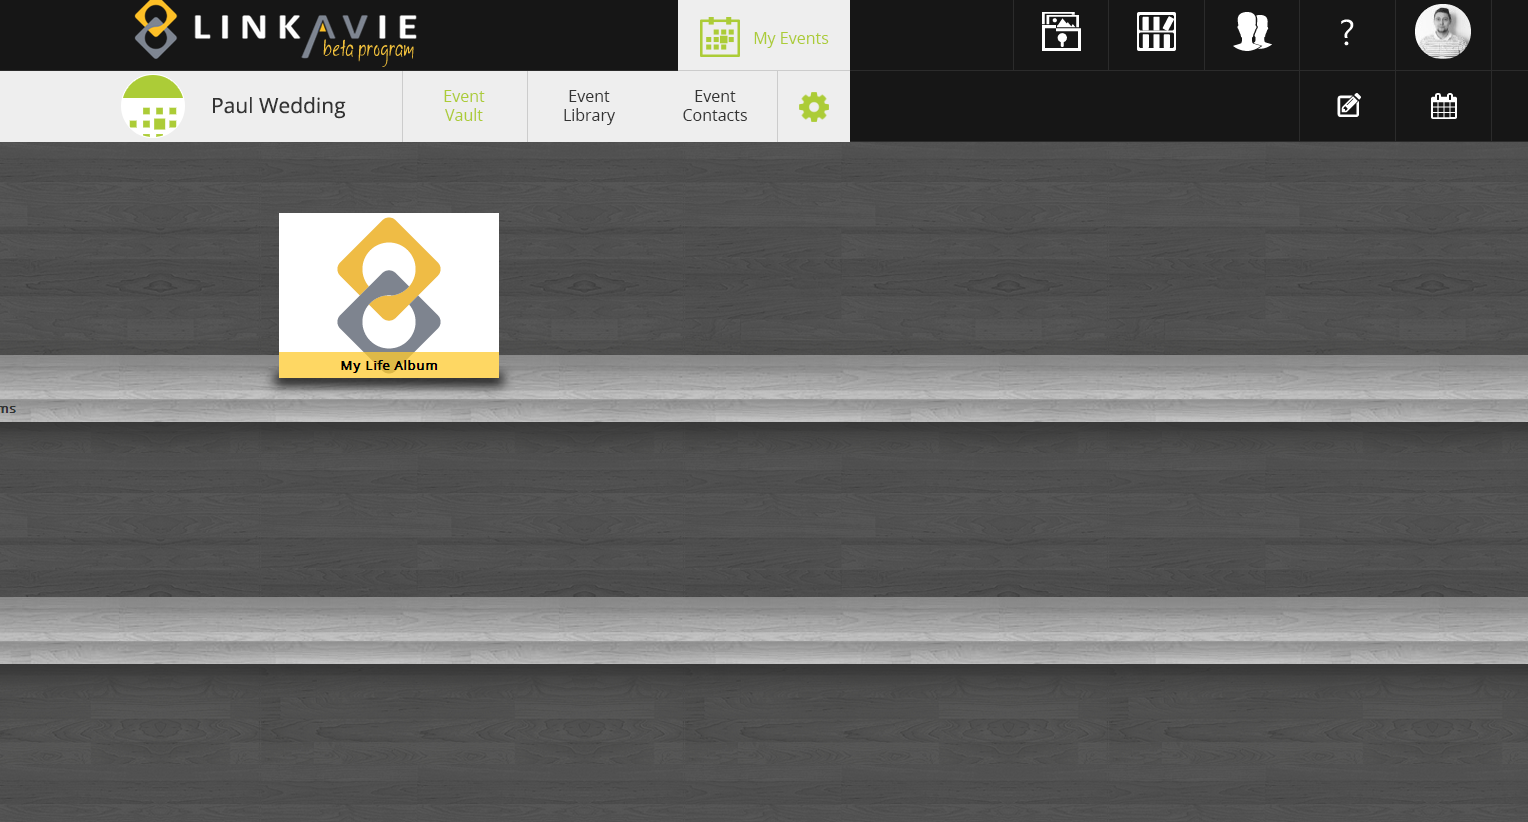 LINKAVIE
beta program
My Events
?
Paul Wedding
Event
Vault
Event
Library
Event
Contacts
My Life Album
ms